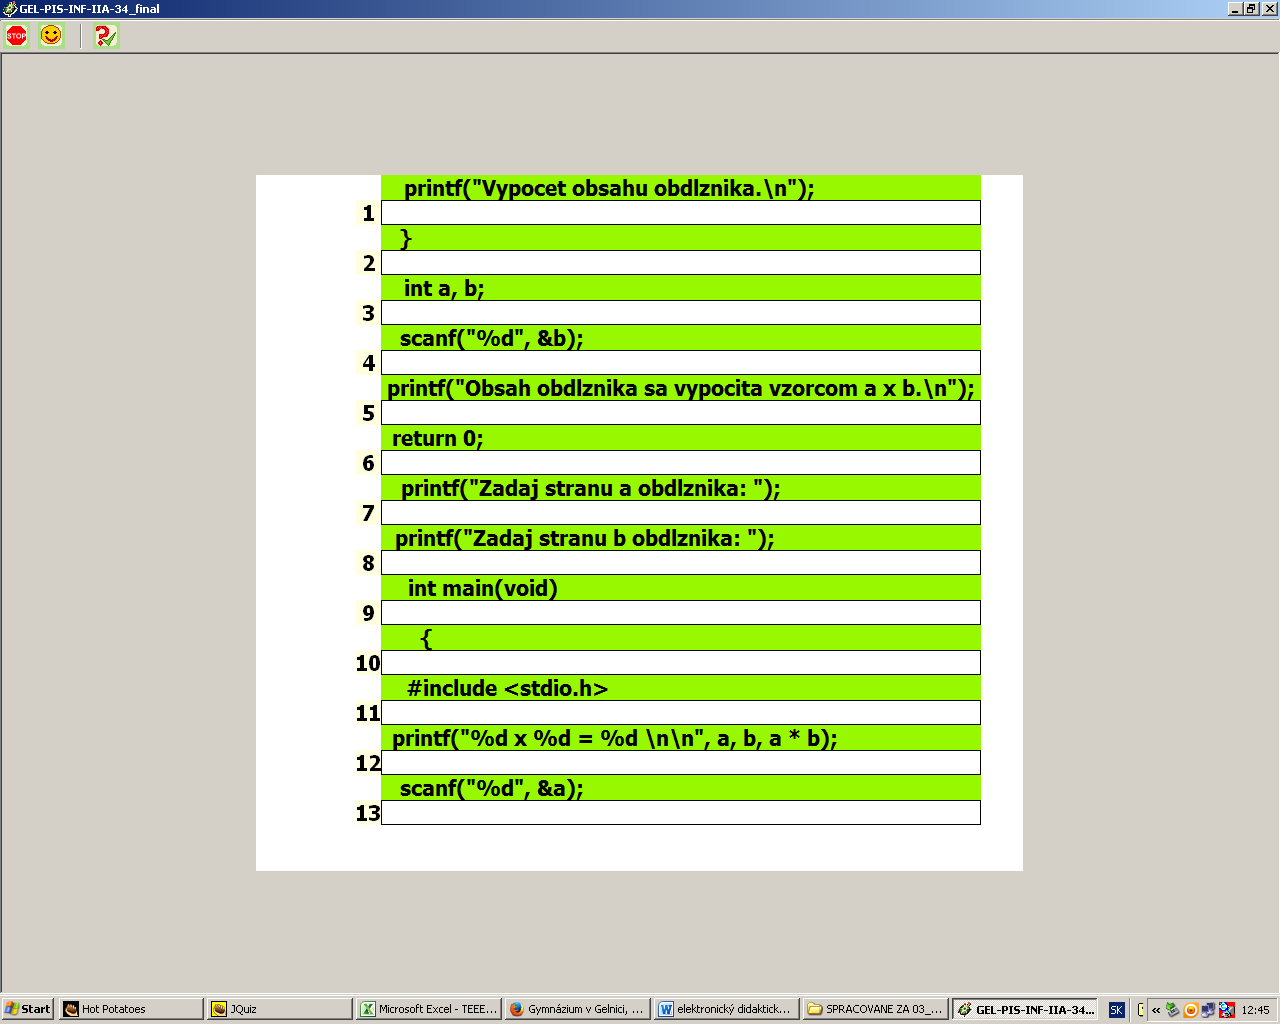 GEL-PIS-INF-IIA-34_final
STOP
printf("Vypocet obsahu obdlznika.\n");
1
}
2
int a, b;
3
scanf("%d", &b);
4
printf("Obsah obdlznika sa vypocita vzorcom a x b.\n");
5
return 0;
6
printf("Zadaj stranu a obdlznika: ");
7
printf("Zadaj stranu b obdlznika: ");
8
int main(void)
9
{
10
#include <stdio.h>
11
printf("%d x %d = %d \n\n", a, b, a * b);
12
scanf("%d", &a);
13
Start Hot Potatoes JQuiz Microsoft Excel - TEEE... Gymnázium v Gelnici, ... elektronický didaktick... SPRACOVANE ZA 03_... GEL-PIS-INF-IIA-34... SK « 12:45